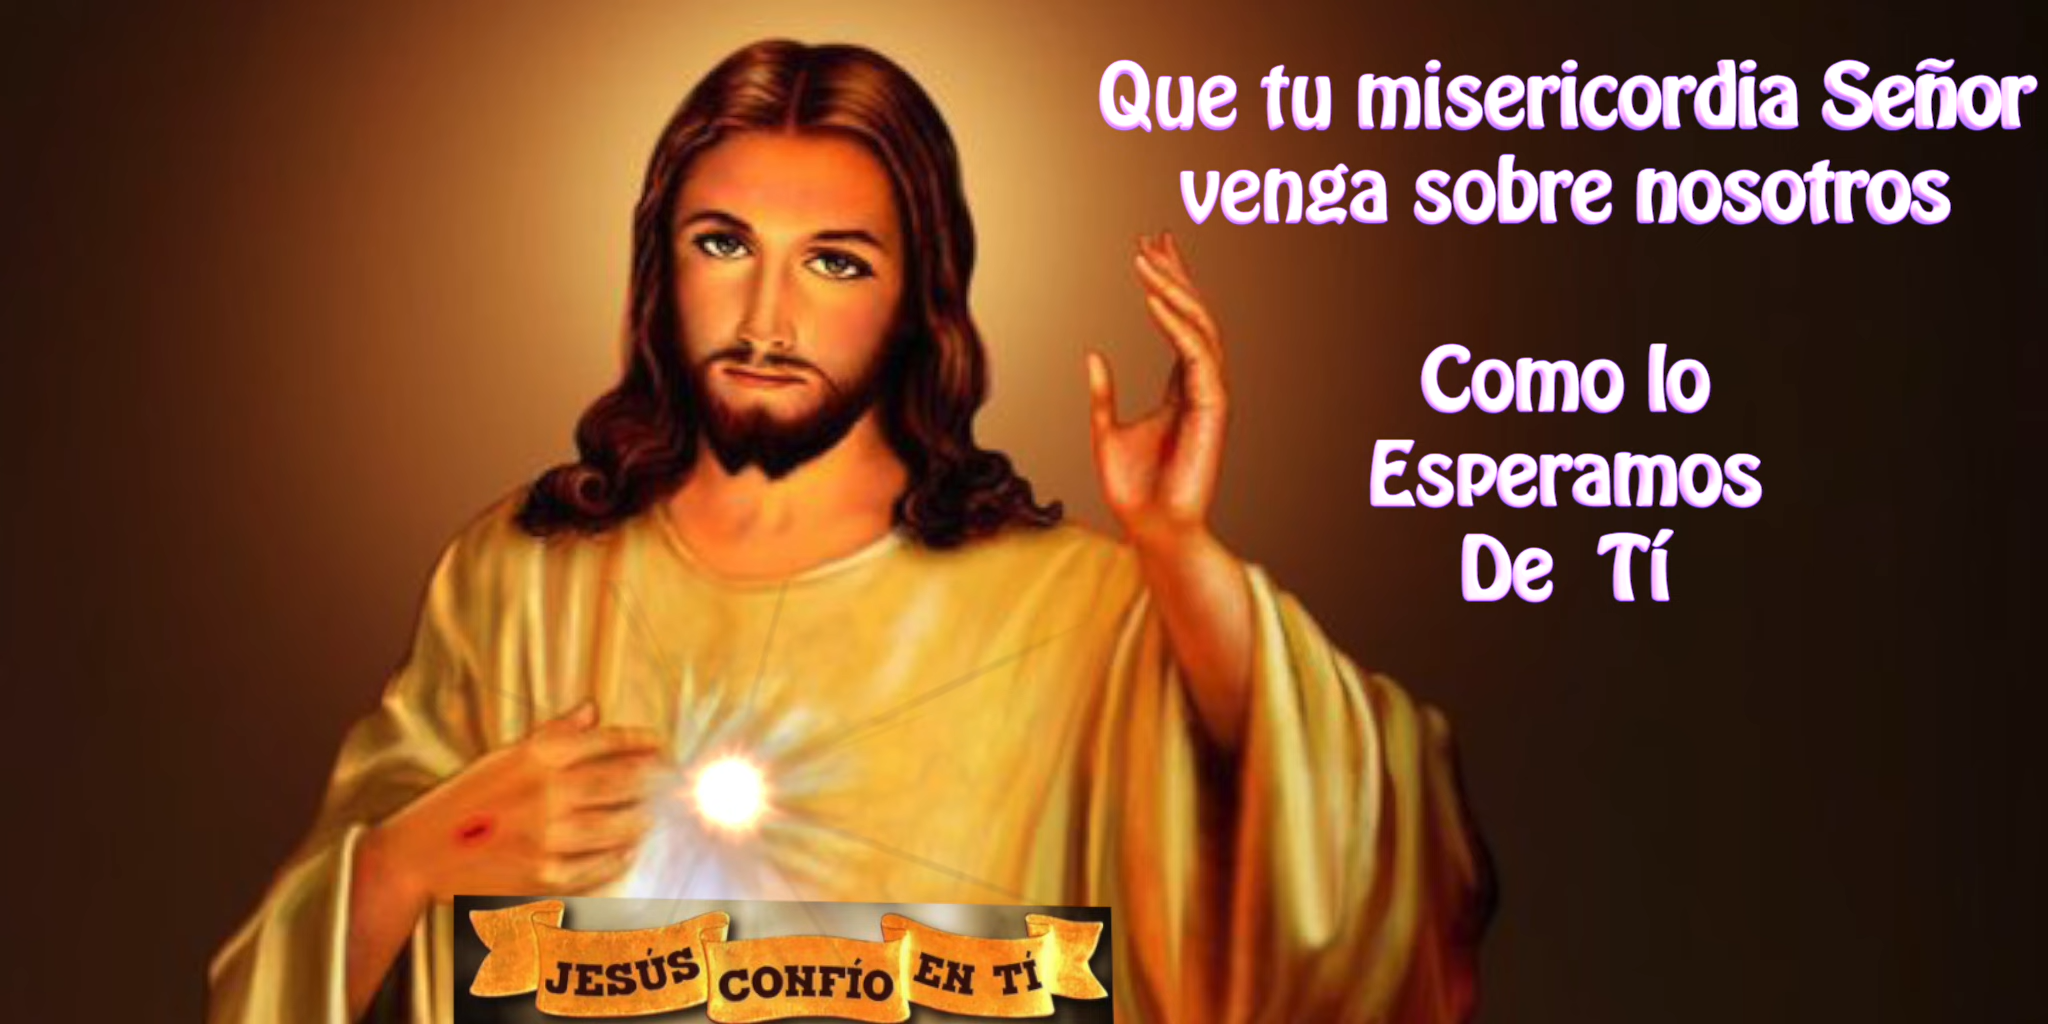 Que tu misericordia Señor
venga sobre nosotros
Como lo
Esperamos
De Tí
JESÚS CONFÍO EN TÍ